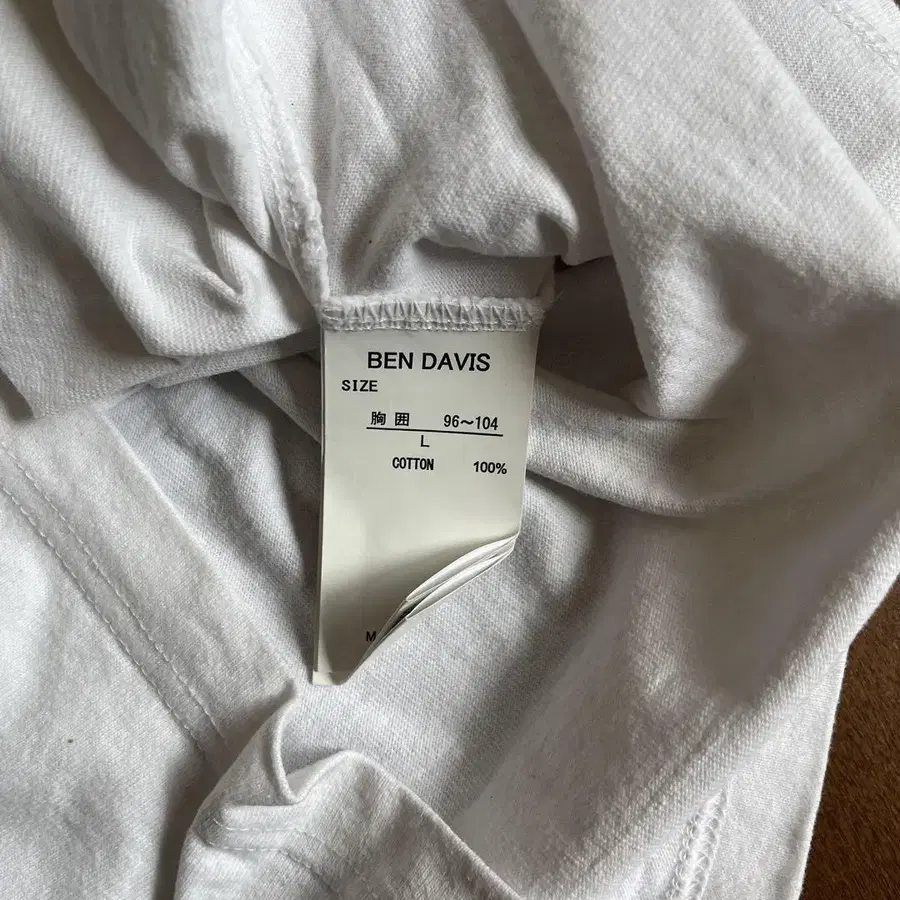 BEN DAVIS
SIZE
胸囲 96～104
L
COTTON 100%